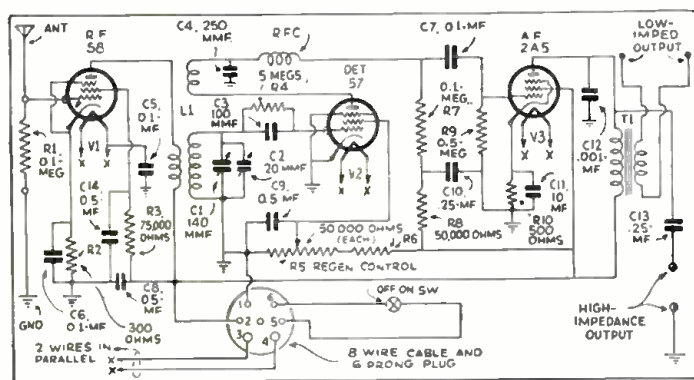 ANT
R F
58
C4, 250
MMF.
RFC
C7, 0.1-MF
A F
2A5
LOW-
IMPED
OUTPUT
5 MEGS.
R4
DET
57
L1
C3
100
MMF
C5,
0.1-
MF
R1
0.1-
MEG
V1
X X
C14
0.5-
MF
R3
75,000
OHMS
R2
C8
0.5-
MF
C6,
0.1-MF
GND
300
OHMS
C2
20 MMF
C9,
0.5 MF
C1
140
MMF
V2
X X
50,000 OHMS
(EACH)
R6
R5 REGEN CONTROL
0.1-
MEG
R7
R9
0.5-
MEG
C10,
.25-MF
R8
50,000
OHMS
V3
X X
C11,
10
MF
R10
500
OHMS
C12
.001-
MF
T1
C13
.25-
MF
HIGH-
IMPEDANCE
OUTPUT
OFF ON SW
1 6
2 5
3 4
2 WIRES IN
PARALLEL
X
X
8 WIRE CABLE AND
6 PRONG PLUG